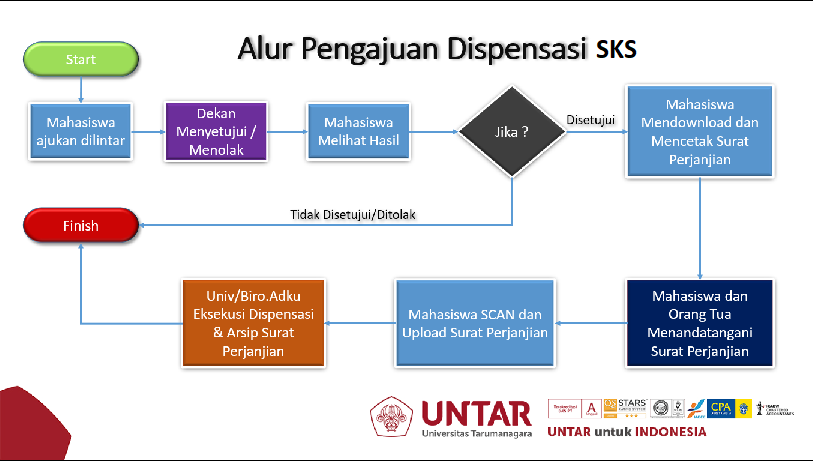 Alur Pengajuan Dispensasi SKS
Start
Mahasiswa
ajukan dilintar
Dekan
Menyetujui /
Menolak
Mahasiswa
Melihat Hasil
Jika ?
Disetujui
Mahasiswa
Mendownload dan
Mencetak Surat
Perjanjian
Tidak Disetujui/Ditolak
Finish
Univ/Biro.Adku
Eksekusi Dispensasi
& Arsip Surat
Perjanjian
Mahasiswa SCAN dan
Upload Surat Perjanjian
Mahasiswa dan
Orang Tua
Menandatangani
Surat Perjanjian
UNTAR
Universitas Tarumanagara
A
STARS
CPA
UNTAR untuk INDONESIA